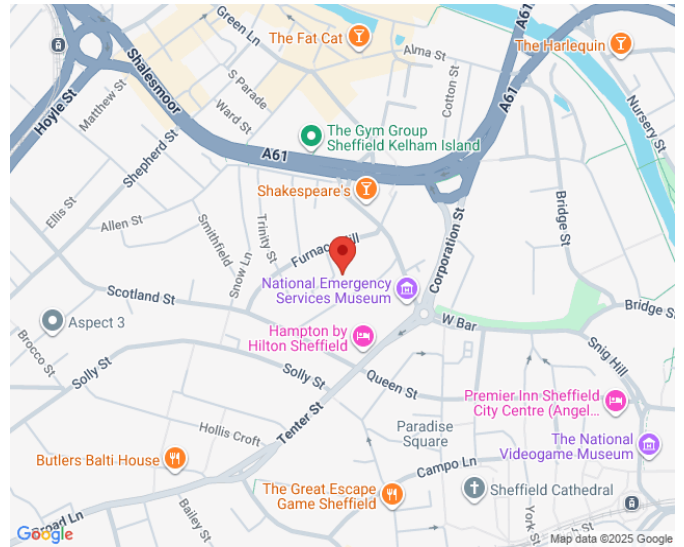 A61
Green Ln
The Fat Cat
Alma St
The Harlequin
Shalesmoor
Hoyle St
Matthew St
S Parade
Ward St
Cotton St
A61
Nursery St
The Gym Group
Sheffield Kelham Island
A61
Shepherd St
Shakespeare's
Ellis St
Allen St
Smithfield
Trinity St
Bridge St
Corporation St
Snow Ln
National Emergency
Services Museum
Scotland St
Bridge St
Aspect 3
W Bar
Hampton by
Hilton Sheffield
Snig Hill
Brocco St
Solly St
Solly St
Queen St
Premier Inn Sheffield
City Centre (Angel...
Tenter St
Hollis Croft
Paradise
Square
The National
Videogame Museum
Butlers Balti House
Campo Ln
The Great Escape
Game Sheffield
Sheffield Cathedral
Bailey St
York St
Google
Map data ©2025 Google